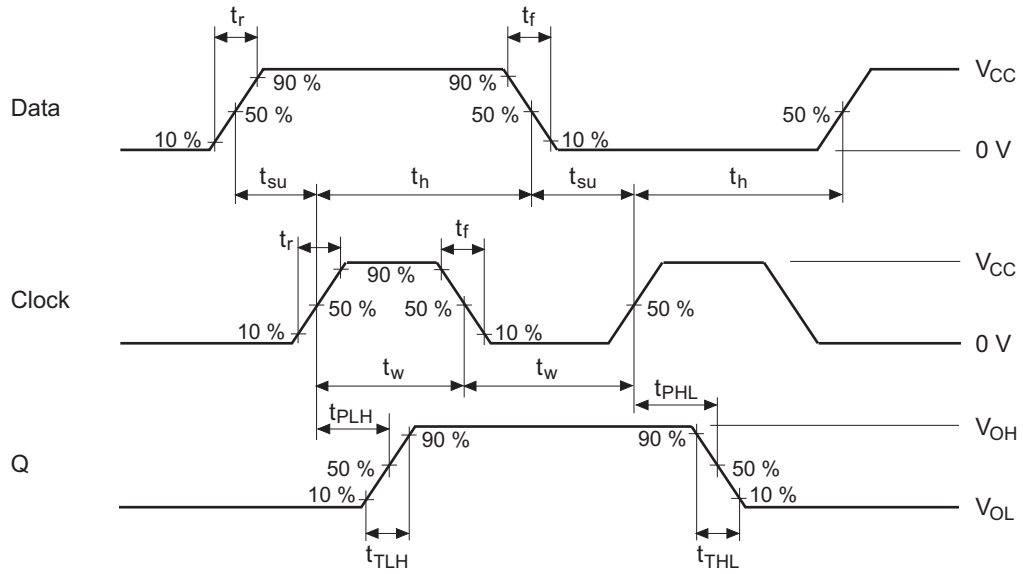 tr tf
90 % 90 % VCC
Data 50 % 50 % 50 %
10 % 10 % 0 V
tsu th tsu th
tr tf
90 % VCC
Clock 50 % 50 % 50 %
10 % 10 % 0 V
tw tw
tPLH tPHL
90 % 90 % VOH
Q 50 % 50 %
10 % 10 % VOL
tTLH tTHL